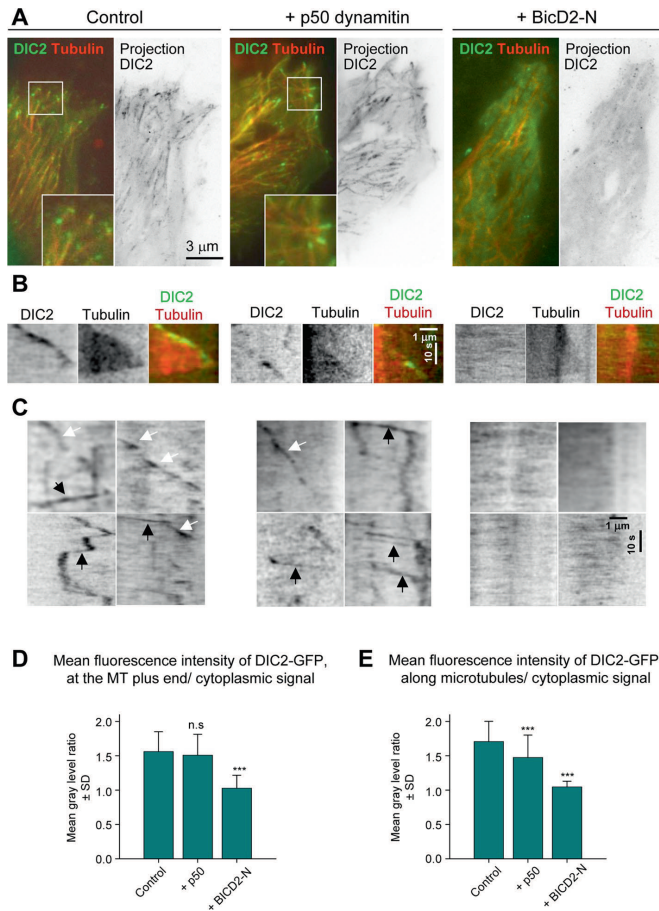 A
Control
+ p50 dynamitin
+ BicD2-N
DIC2 Tubulin
Projection
DIC2
DIC2 Tubulin
Projection
DIC2
DIC2 Tubulin
Projection
DIC2
3 µm
B
DIC2
Tubulin
DIC2
Tubulin
DIC2
Tubulin
DIC2
Tubulin
1 µm
10 s
DIC2
Tubulin
DIC2
Tubulin
C
1 µm
10 s
D
Mean fluorescence intensity of DIC2-GFP,
at the MT plus end/ cytoplasmic signal
Mean gray level ratio
± SD
2.0
1.5
1.0
0.5
0.0
n.s
***
Control
+ p50
+ BICD2-N
E
Mean fluorescence intensity of DIC2-GFP
along microtubules/ cytoplasmic signal
Mean gray level ratio
± SD
2.0
1.5
1.0
0.5
0.0
***
***
Control
+ p50
+ BICD2-N